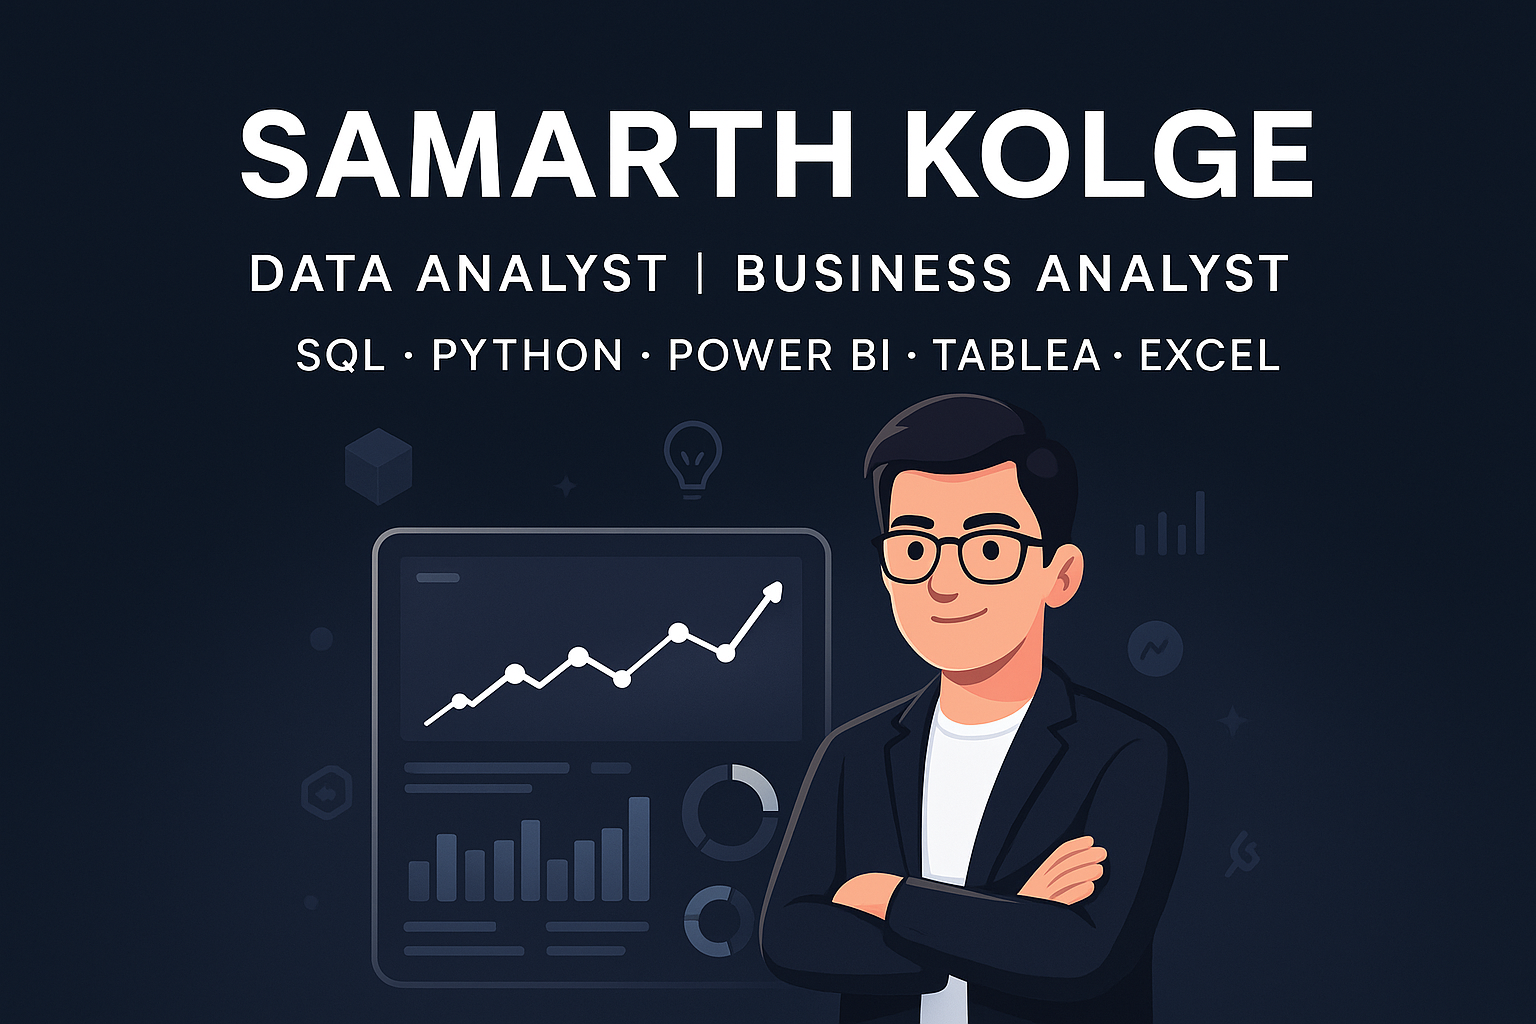 SAMARTH KOLGE
DATA ANALYST | BUSINESS ANALYST
SQL · PYTHON · POWER BI · TABLEA · EXCEL